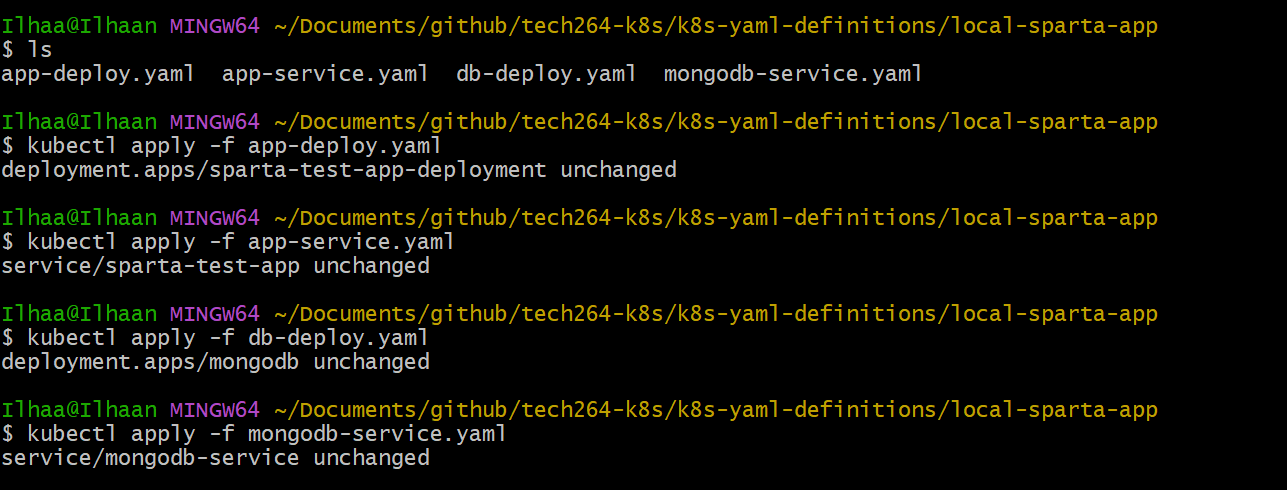 Ilhaa@Ilhaan MINGW64 ~/Documents/github/tech264-k8s/k8s-yaml-definitions/local-sparta-app
$ ls
app-deploy.yaml  app-service.yaml  db-deploy.yaml  mongodb-service.yaml
Ilhaa@Ilhaan MINGW64 ~/Documents/github/tech264-k8s/k8s-yaml-definitions/local-sparta-app
$ kubectl apply -f app-deploy.yaml
deployment.apps/sparta-test-app-deployment unchanged
Ilhaa@Ilhaan MINGW64 ~/Documents/github/tech264-k8s/k8s-yaml-definitions/local-sparta-app
$ kubectl apply -f app-service.yaml
service/sparta-test-app unchanged
Ilhaa@Ilhaan MINGW64 ~/Documents/github/tech264-k8s/k8s-yaml-definitions/local-sparta-app
$ kubectl apply -f db-deploy.yaml
deployment.apps/mongodb unchanged
Ilhaa@Ilhaan MINGW64 ~/Documents/github/tech264-k8s/k8s-yaml-definitions/local-sparta-app
$ kubectl apply -f mongodb-service.yaml
service/mongodb-service unchanged